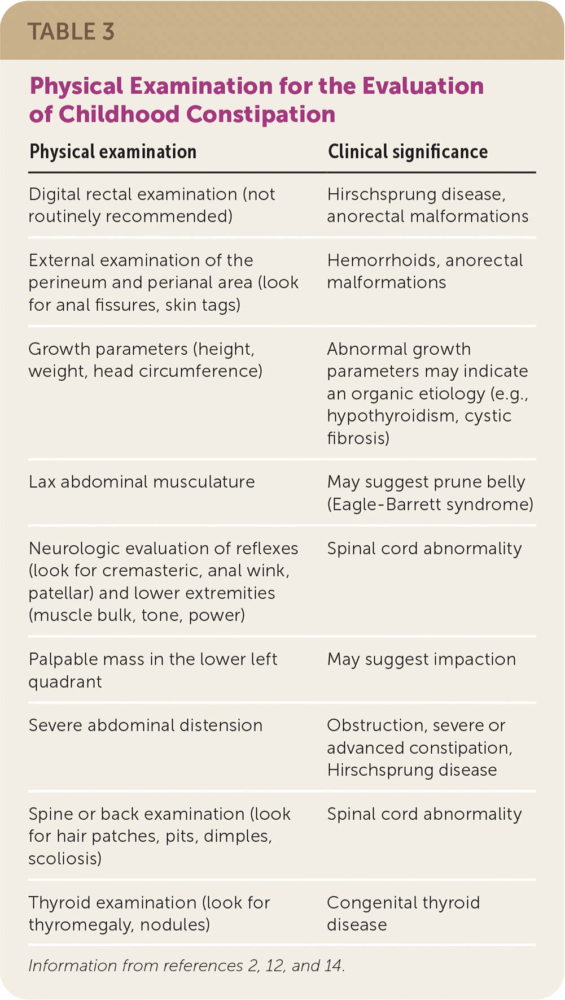 TABLE 3
Physical Examination for the Evaluation
of Childhood Constipation
Physical examination
Clinical significance
Digital rectal examination (not
routinely recommended)
Hirschsprung disease,
anorectal malformations
External examination of the
perineum and perianal area (look
for anal fissures, skin tags)
Hemorrhoids, anorectal
malformations
Growth parameters (height,
weight, head circumference)
Abnormal growth
parameters may indicate
an organic etiology (e.g.,
hypothyroidism, cystic
fibrosis)
Lax abdominal musculature
May suggest prune belly
(Eagle-Barrett syndrome)
Neurologic evaluation of reflexes
(look for cremasteric, anal wink,
patellar) and lower extremities
(muscle bulk, tone, power)
Spinal cord abnormality
Palpable mass in the lower left
quadrant
May suggest impaction
Severe abdominal distension
Obstruction, severe or
advanced constipation,
Hirschsprung disease
Spine or back examination (look
for hair patches, pits, dimples,
scoliosis)
Spinal cord abnormality
Thyroid examination (look for
thyromegaly, nodules)
Congenital thyroid
disease
Information from references 2, 12, and 14.